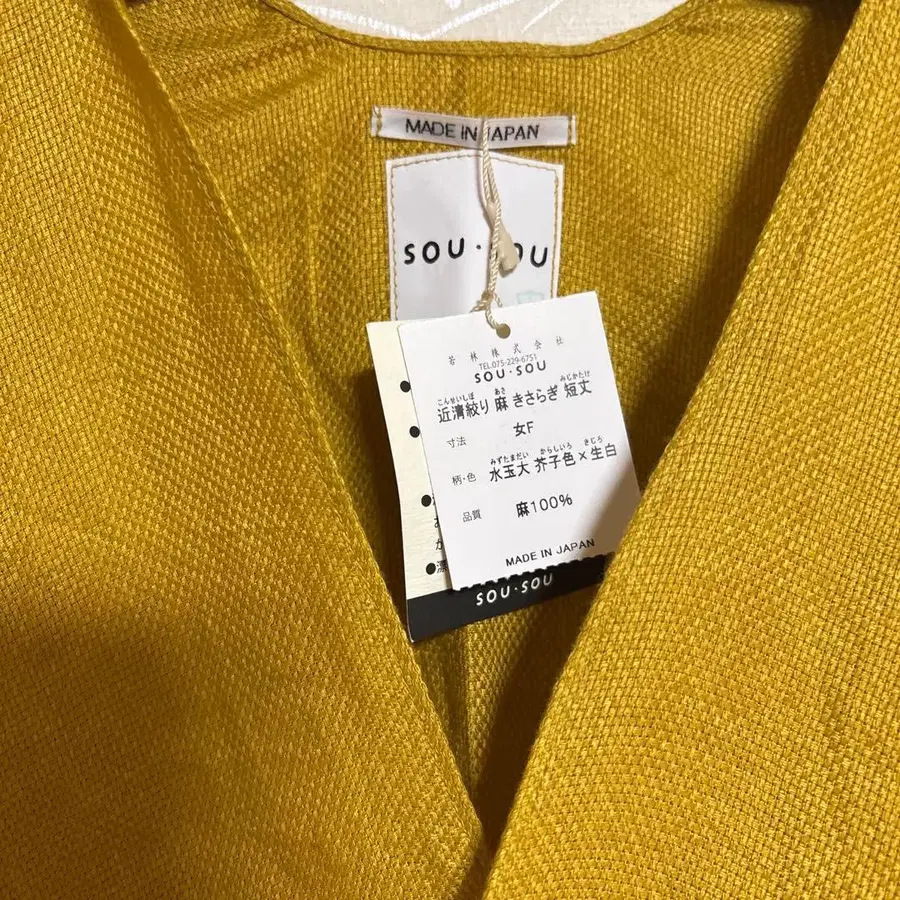 MADE IN JAPAN
SOU・SOU
若林株式会社
TEL.075-229-6751
SOU・SOU
こんせいしぼ あさ みじかたけ
近清絞り 麻 きさらぎ 短丈
寸法 女F
みずたまだい からしいろ きじろ
柄・色 水玉大 芥子色×生白
品質 麻100%
MADE IN JAPAN
SOU・SOU